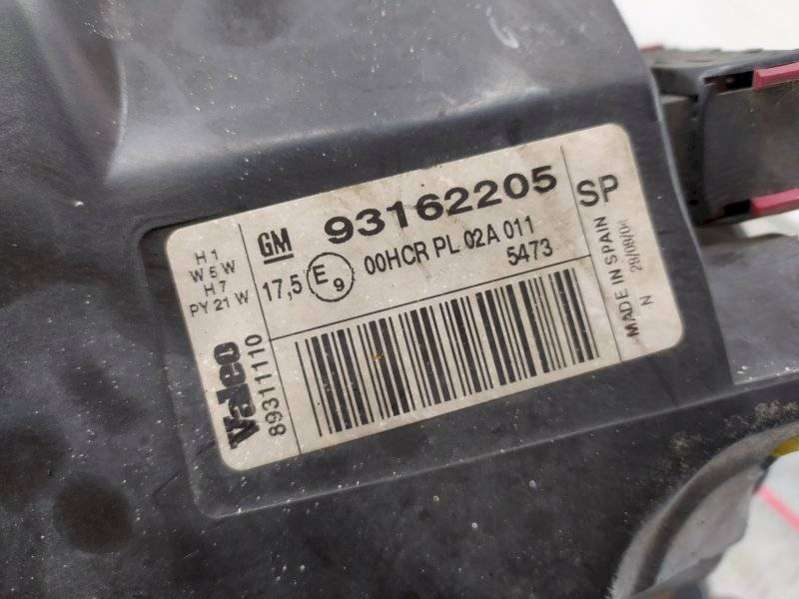 H1
W5W
H7
PY 21 W
GM 93162205 SP
17,5 E9 00HCR PL 02A 011
5473
Valeo
89311110
MADE IN SPAIN
N